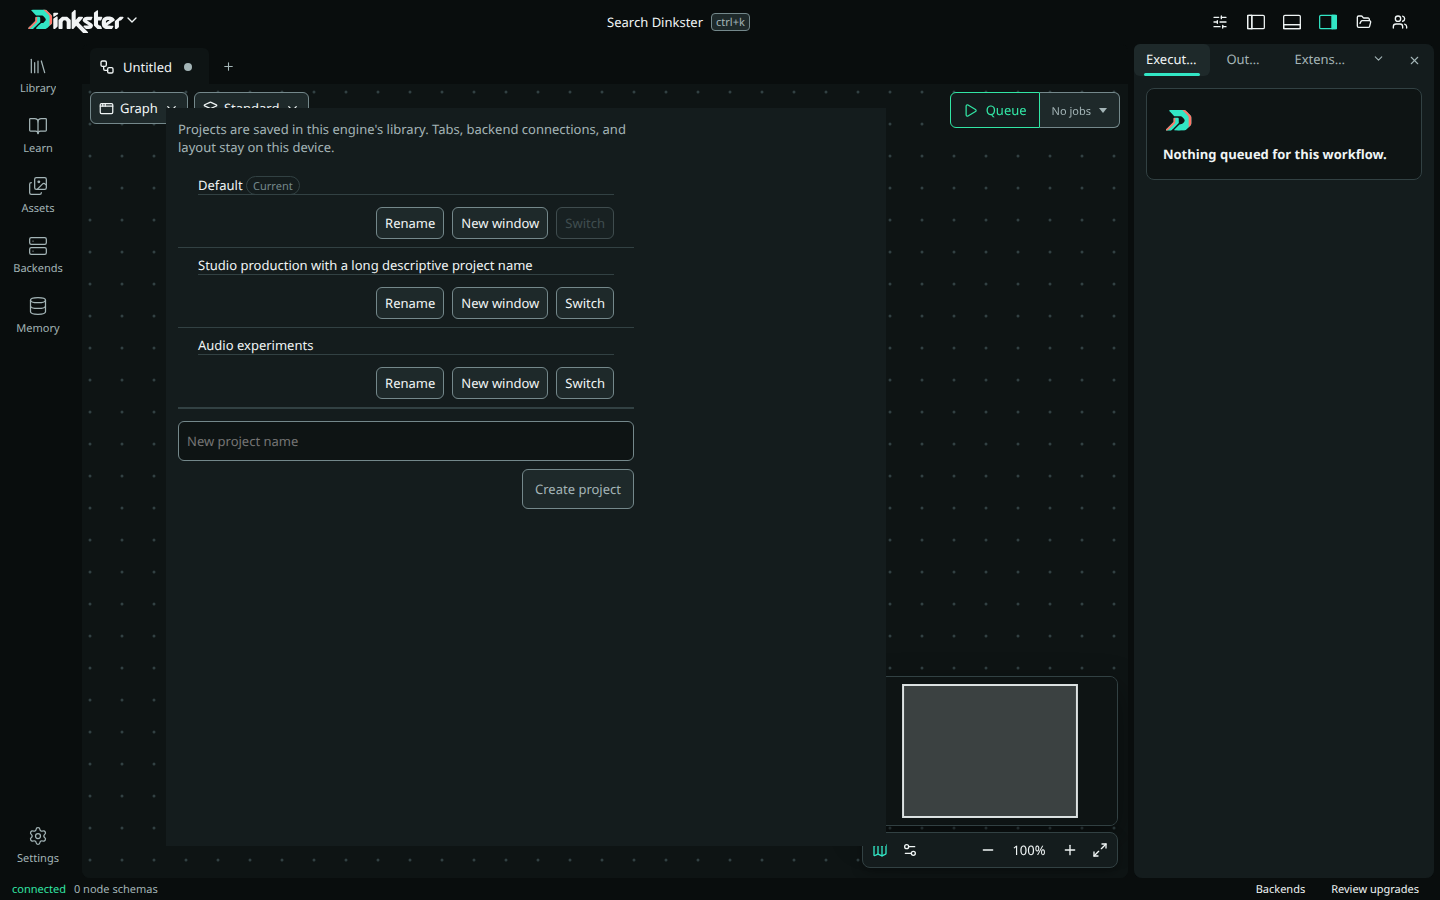 Dinkster
Search Dinkster ctrl+k
Library
Learn
Assets
Backends
Memory
Settings
Untitled
Graph
Standard
Queue
No jobs
Projects are saved in this engine's library. Tabs, backend connections, and
layout stay on this device.
Default Current
Rename New window Switch
Studio production with a long descriptive project name
Rename New window Switch
Audio experiments
Rename New window Switch
New project name
Create project
100%
Execut... Out... Extens...
Nothing queued for this workflow.
connected 0 node schemas
Backends Review upgrades